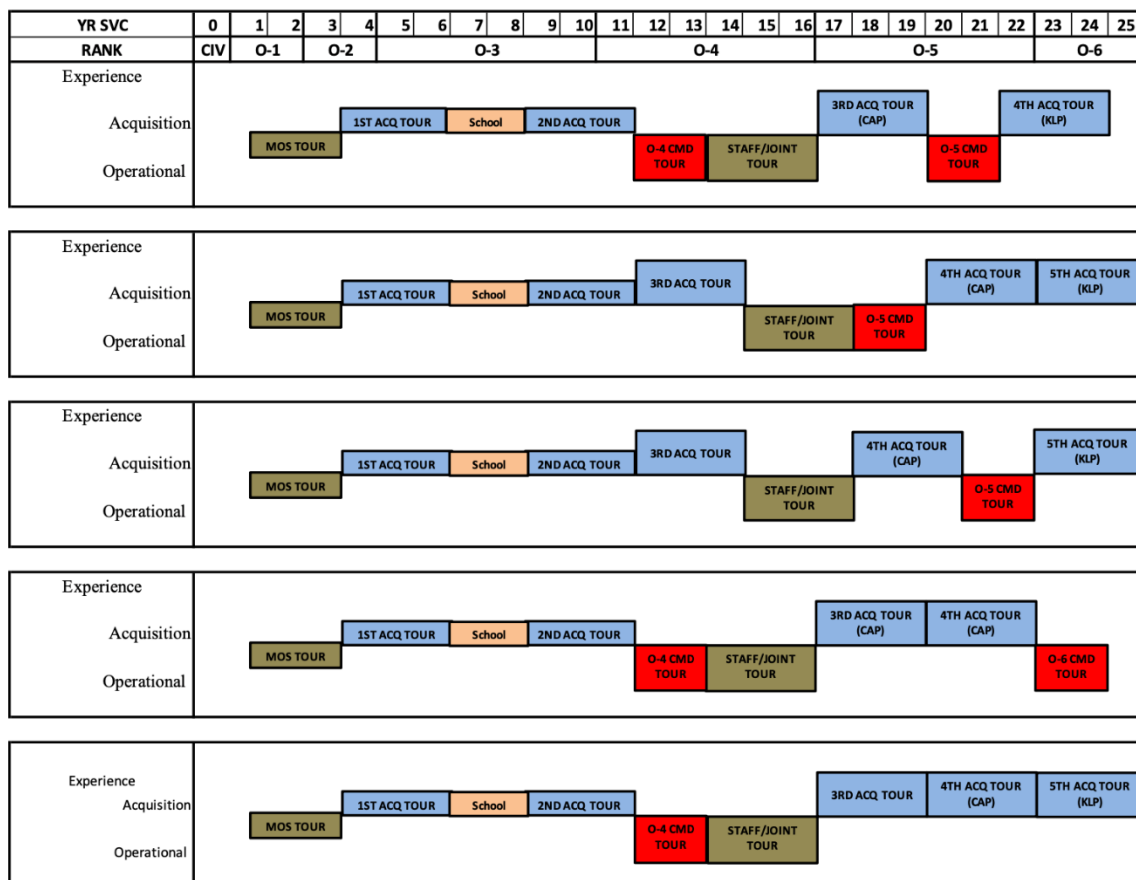 YR SVC 0 1 2 3 4 5 6 7 8 9 10 11 12 13 14 15 16 17 18 19 20 21 22 23 24 25
RANK CIV O-1 O-2 O-3 O-4 O-5 O-6
Experience
3RD ACQ TOUR
(CAP)
4TH ACQ TOUR
(KLP)
Acquisition
1ST ACQ TOUR
School
2ND ACQ TOUR
MOS TOUR
O-4 CMD
TOUR
STAFF/JOINT
TOUR
O-5 CMD
TOUR
Operational
Experience
3RD ACQ TOUR
4TH ACQ TOUR
(CAP)
5TH ACQ TOUR
(KLP)
Acquisition
1ST ACQ TOUR
School
2ND ACQ TOUR
MOS TOUR
STAFF/JOINT
TOUR
O-5 CMD
TOUR
Operational
Experience
3RD ACQ TOUR
4TH ACQ TOUR
(CAP)
5TH ACQ TOUR
(KLP)
Acquisition
1ST ACQ TOUR
School
2ND ACQ TOUR
MOS TOUR
STAFF/JOINT
TOUR
O-5 CMD
TOUR
Operational
Experience
3RD ACQ TOUR
(CAP)
4TH ACQ TOUR
(CAP)
Acquisition
1ST ACQ TOUR
School
2ND ACQ TOUR
MOS TOUR
O-4 CMD
TOUR
STAFF/JOINT
TOUR
O-6 CMD
TOUR
Operational
Experience
3RD ACQ TOUR
4TH ACQ TOUR
(CAP)
5TH ACQ TOUR
(KLP)
Acquisition
1ST ACQ TOUR
School
2ND ACQ TOUR
MOS TOUR
O-4 CMD
TOUR
STAFF/JOINT
TOUR
Operational